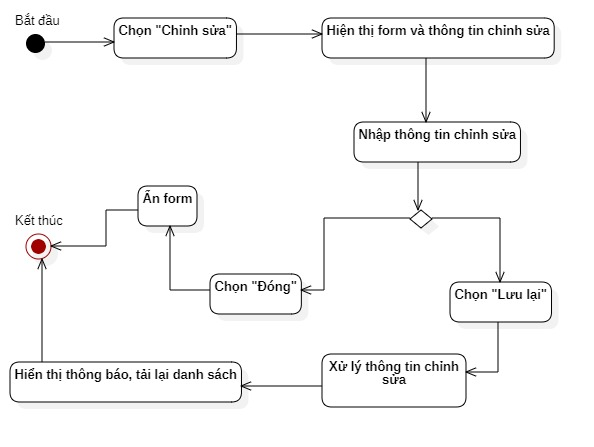 Bắt đầu
Chọn "Chỉnh sửa"
Hiện thị form và thông tin chỉnh sửa
Nhập thông tin chỉnh sửa
Ẩn form
Kết thúc
Chọn "Đóng"
Chọn "Lưu lại"
Hiển thị thông báo, tải lại danh sách
Xử lý thông tin chỉnh
sửa